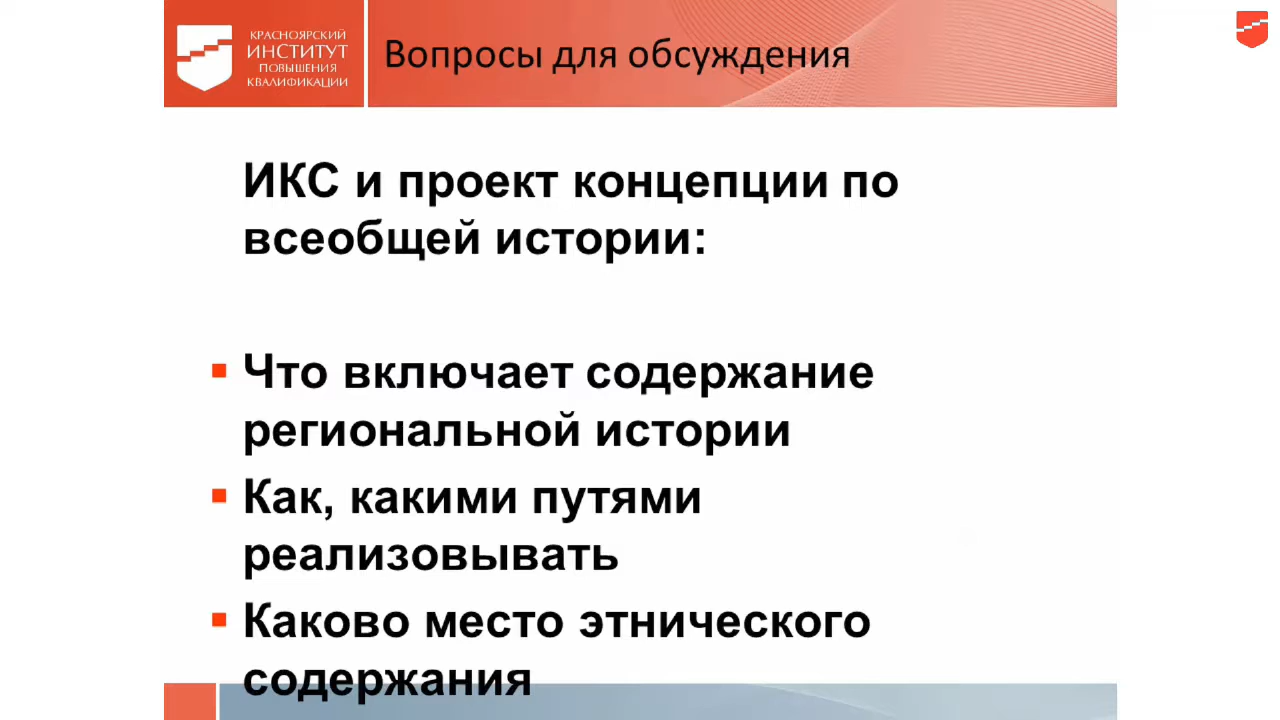 КРАСНОЯРСКИЙ
ИНСТИТУТ
ПОВЫШЕНИЯ
КВАЛИФИКАЦИИ
Вопросы для обсуждения
ИКС и проект концепции по
всеобщей истории:
Что включает содержание
региональной истории
Как, какими путями
реализовывать
Каково место этнического
содержания